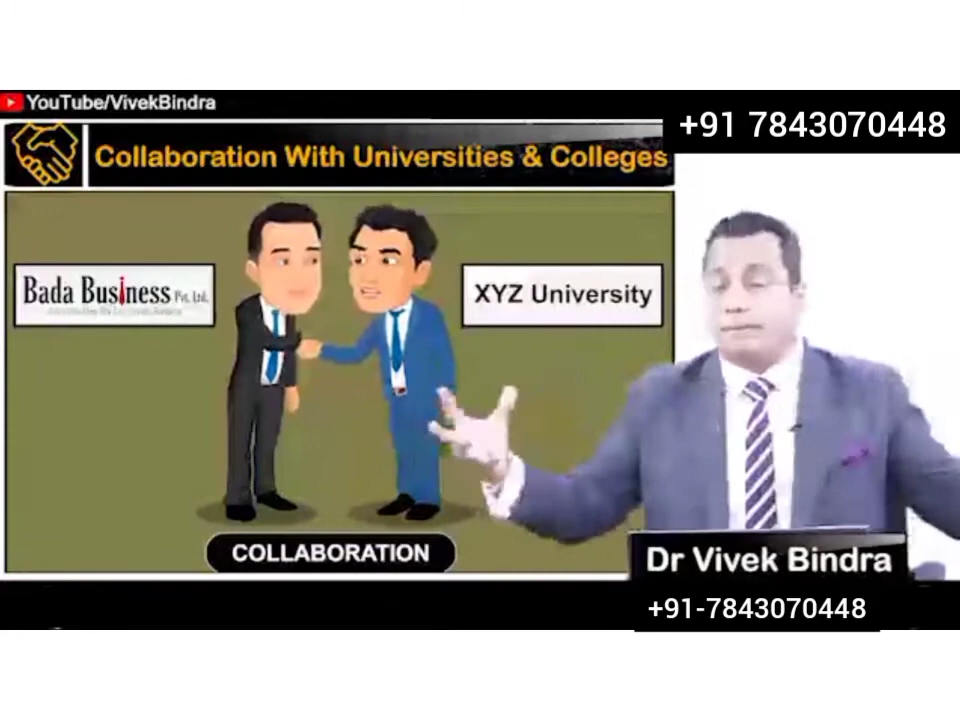 YouTube/VivekBindra
+91 7843070448
Collaboration With Universities & Colleges
Bada Business Pvt. Ltd.
XYZ University
COLLABORATION
Dr Vivek Bindra
+91-7843070448